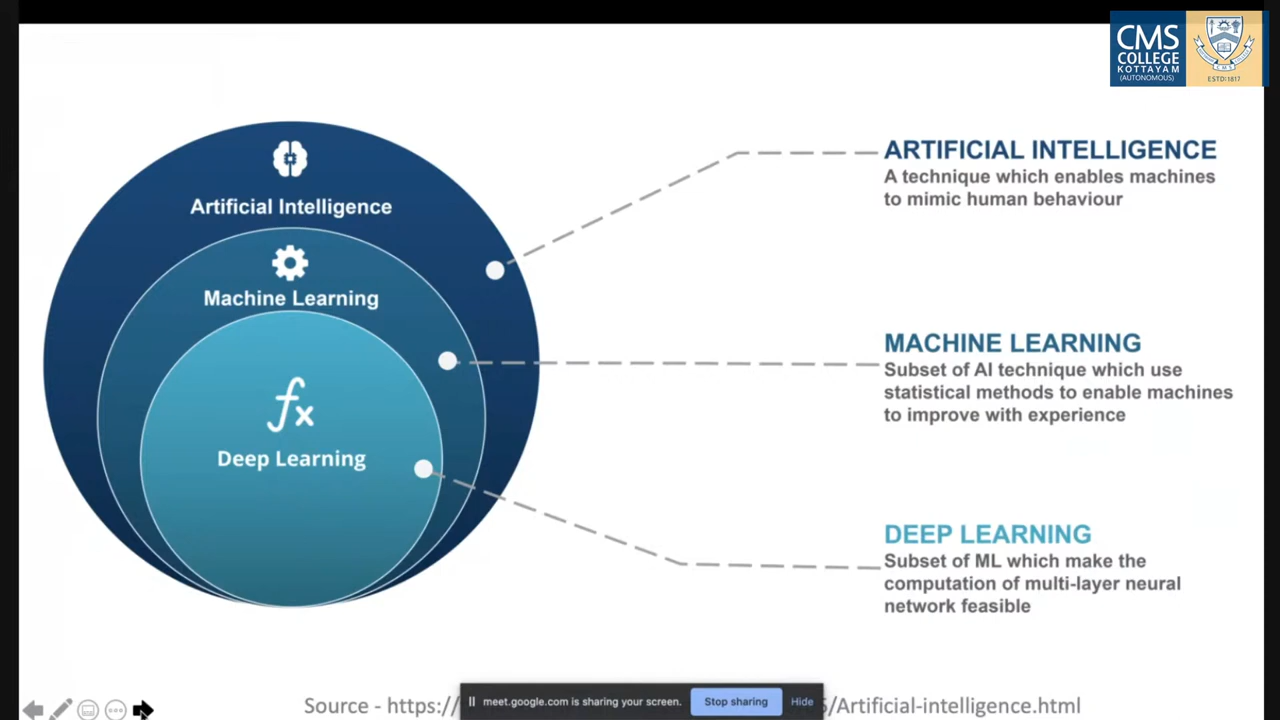 CMS
COLLEGE
KOTTAYAM
(AUTONOMOUS)
ESTD:1817
Artificial Intelligence
Machine Learning
fx
Deep Learning
ARTIFICIAL INTELLIGENCE
A technique which enables machines
to mimic human behaviour
MACHINE LEARNING
Subset of AI technique which use
statistical methods to enable machines
to improve with experience
DEEP LEARNING
Subset of ML which make the
computation of multi-layer neural
network feasible
Source - https:/
meet.google.com is sharing your screen.
Stop sharing
Hide
/Artificial-intelligence.html